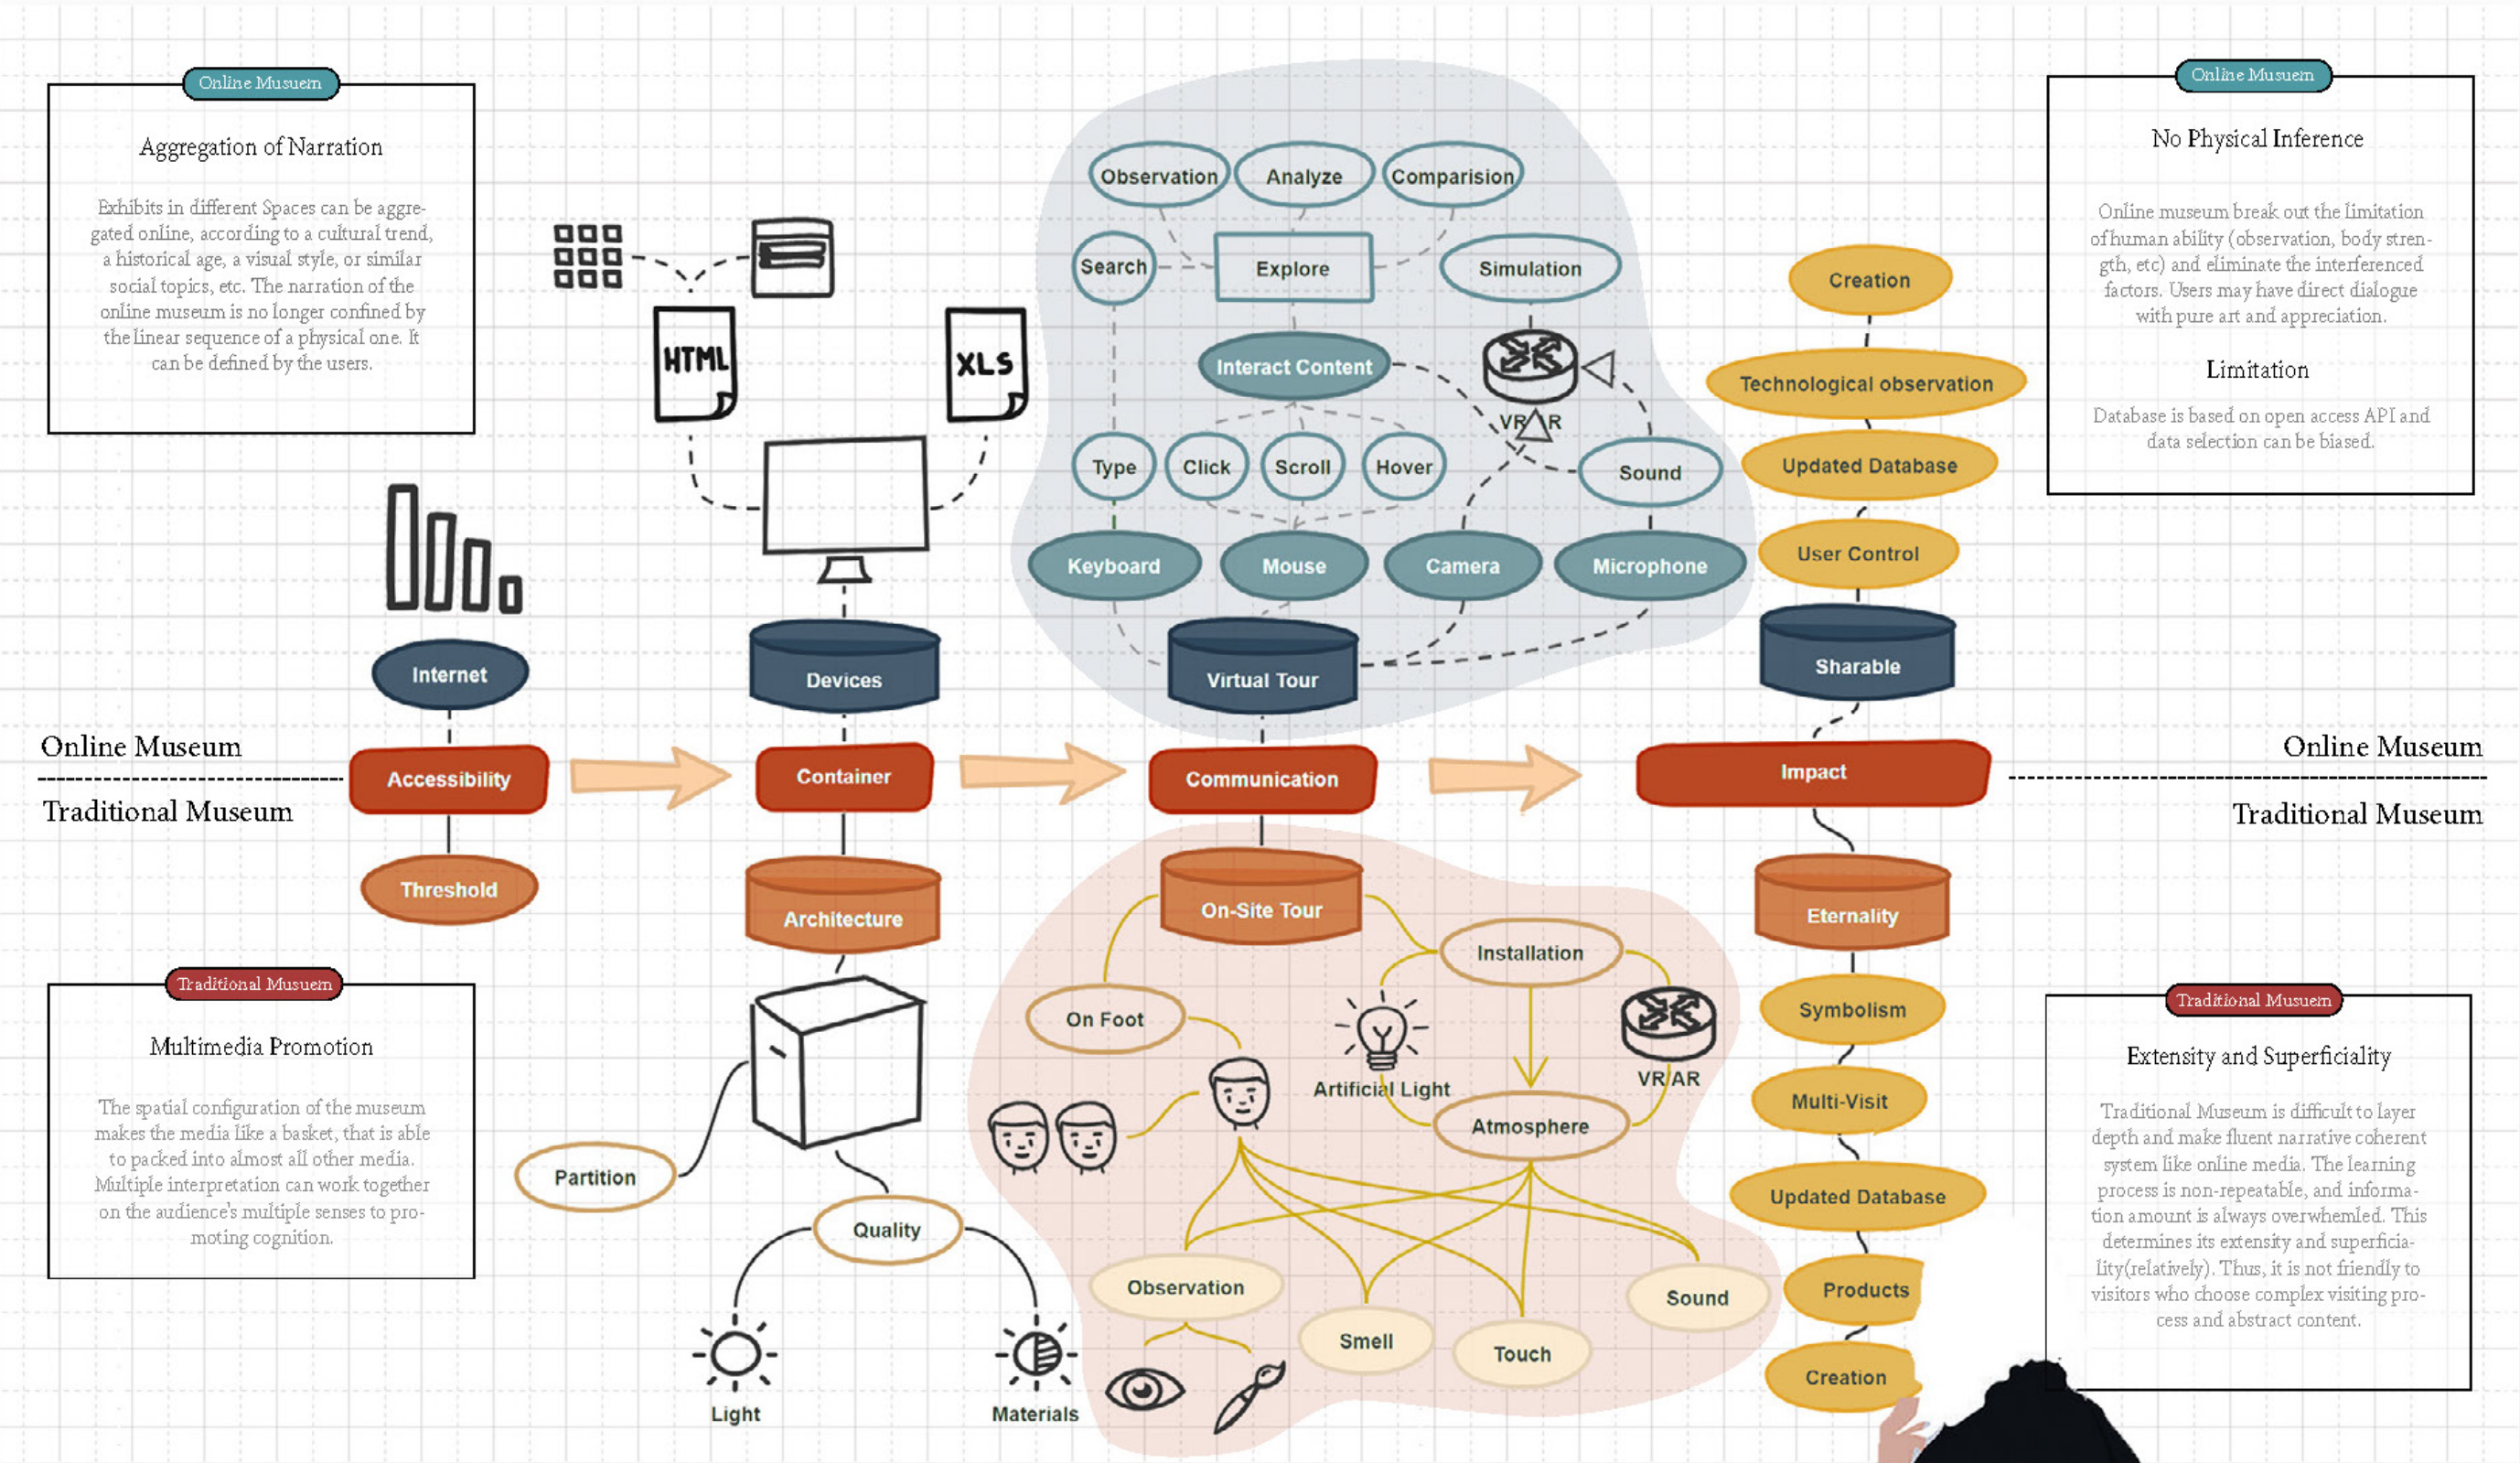 Online Musuem
Aggregation of Narration
Exhibits in different Spaces can be aggre-
gated online, according to a cultural trend,
a historical age, a visual style, or similar
social topics, etc. The narration of the
online museum is no longer confined by
the linear sequence of a physical one. It
can be defined by the users.
HTML
XLS
Internet
Devices
Observation
Analyze
Comparision
Search
Explore
Simulation
Interact Content
VR AR
Type
Click
Scroll
Hover
Sound
Keyboard
Mouse
Camera
Microphone
Virtual Tour
Creation
Technological observation
Updated Database
User Control
Sharable
Online Musuem
No Physical Inference
Online museum break out the limitation
of human ability (observation, body stren-
gth, etc) and eliminate the interferenced
factors. Users may have direct dialogue
with pure art and appreciation.
Limitation
Database is based on open access API and
data selection can be biased.
Online Museum
Traditional Museum
Accessibility
Container
Communication
Impact
Online Museum
Traditional Museum
Threshold
Architecture
Partition
Quality
Light
Materials
On-Site Tour
On Foot
Installation
Artificial Light
VR/AR
Atmosphere
Observation
Smell
Touch
Sound
Eternality
Symbolism
Multi-Visit
Updated Database
Products
Creation
Traditional Musuem
Multimedia Promotion
The spatial configuration of the museum
makes the media like a basket, that is able
to packed into almost all other media.
Multiple interpretation can work together
on the audience's multiple senses to pro-
moting cognition.
Traditional Musuem
Extensity and Superficiality
Traditional Museum is difficult to layer
depth and make fluent narrative coherent
system like online media. The learning
process is non-repeatable, and informa-
tion amount is always overwhemled. This
determines its extensity and superficia-
lity(relatively). Thus, it is not friendly to
visitors who choose complex visiting pro-
cess and abstract content.